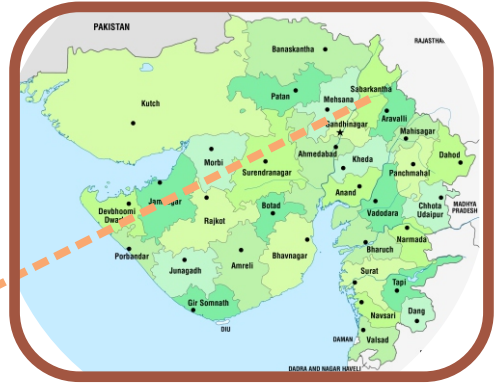 PAKISTAN
RAJASTHA
Banaskantha
Sabarkantha
Patan
Mehsana
Kutch
Gandhinagar
Aravalli
Mahisagar
Morbi
Ahmedabad
Kheda
Dahod
Surendranagar
Panchmahal
Anand
Devbhoomi
Jamnagar
Rajkot
Botad
Vadodara
Chhota
Udaipur
MADHYA
PRADESH
Porbandar
Narmada
Bharuch
Junagadh
Amreli
Bhavnagar
Surat
Tapi
Gir Somnath
Navsari
Dang
DIU
DAMAN
Valsad
DADRA AND NAGAR HAVELI